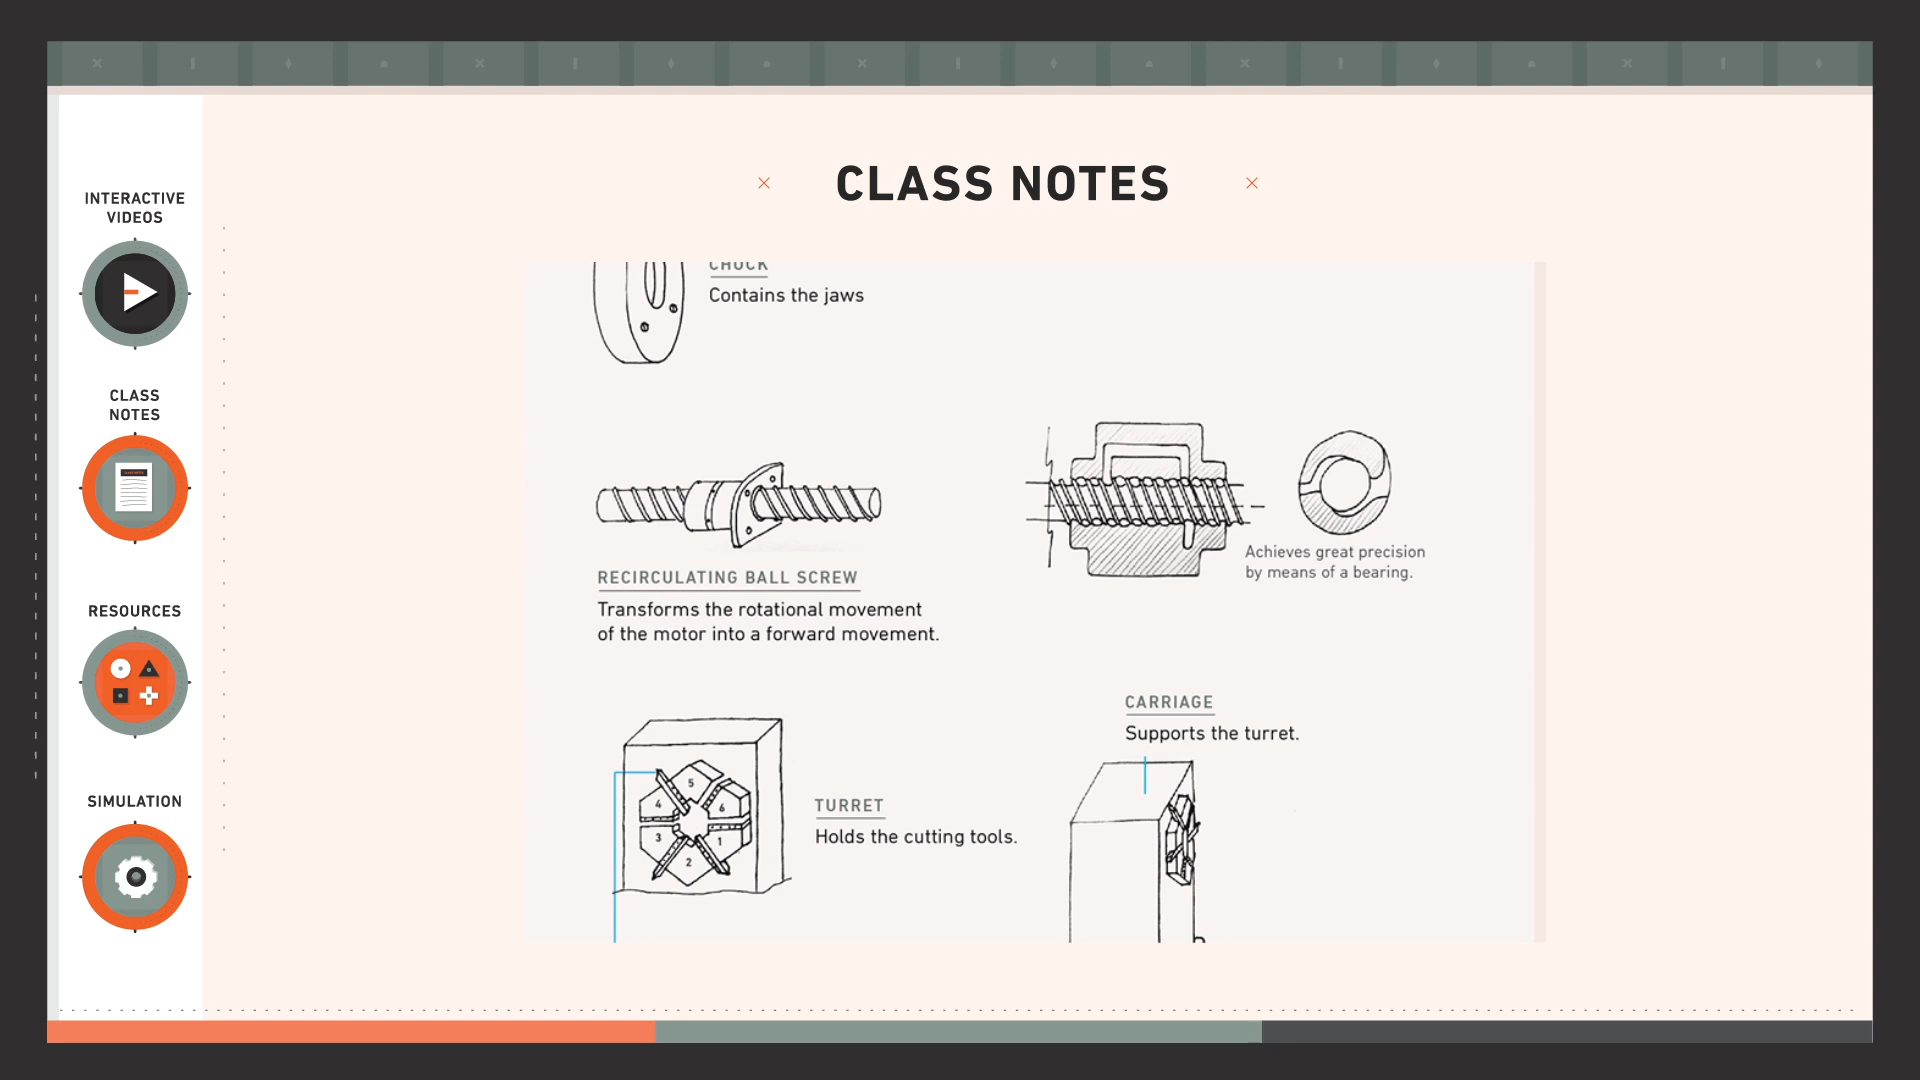 CLASS NOTES
INTERACTIVE
VIDEOS
CLASS
NOTES
RESOURCES
SIMULATION
CHUCK
Contains the jaws
RECIRCULATING BALL SCREW
Transforms the rotational movement
of the motor into a forward movement.
Achieves great precision
by means of a bearing.
CARRIAGE
Supports the turret.
5
4
6
3
1
2
TURRET
Holds the cutting tools.